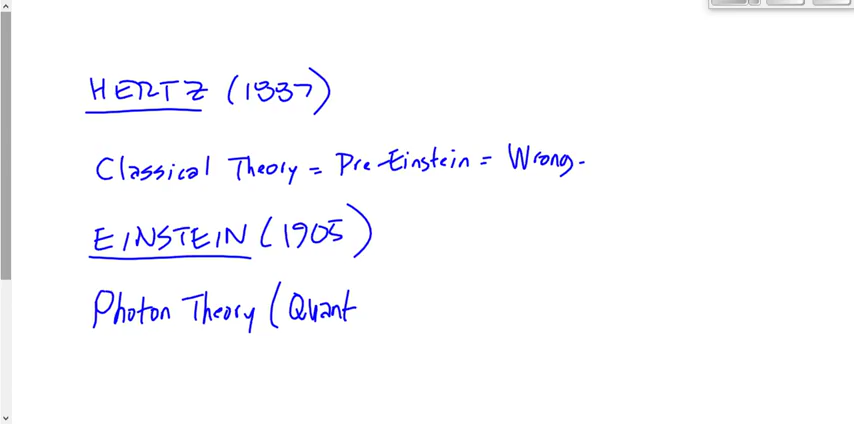 HERTZ (1887)
Classical Theory = Pre-Einstein = Wrong.
EINSTEIN (1905)
Photon Theory (Quant